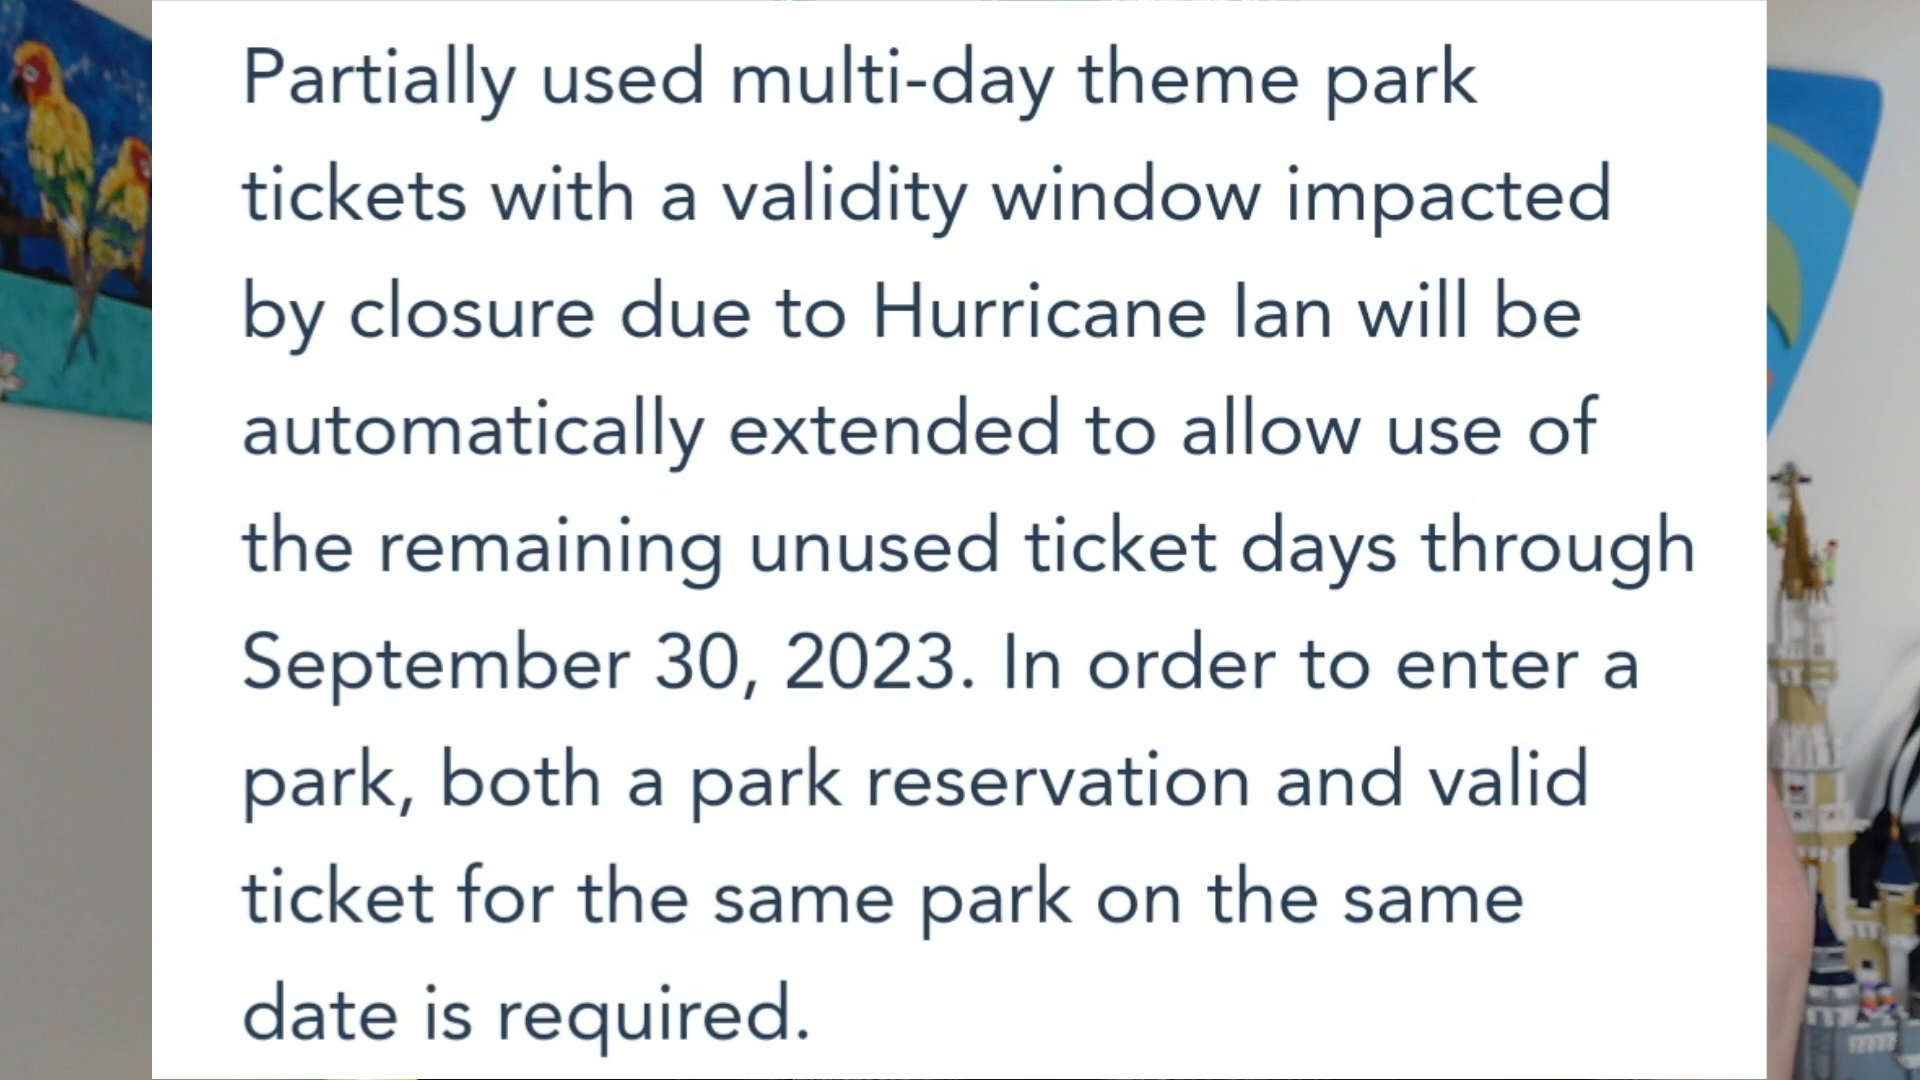 Partially used multi-day theme park
tickets with a validity window impacted
by closure due to Hurricane Ian will be
automatically extended to allow use of
the remaining unused ticket days through
September 30, 2023. In order to enter a
park, both a park reservation and valid
ticket for the same park on the same
date is required.